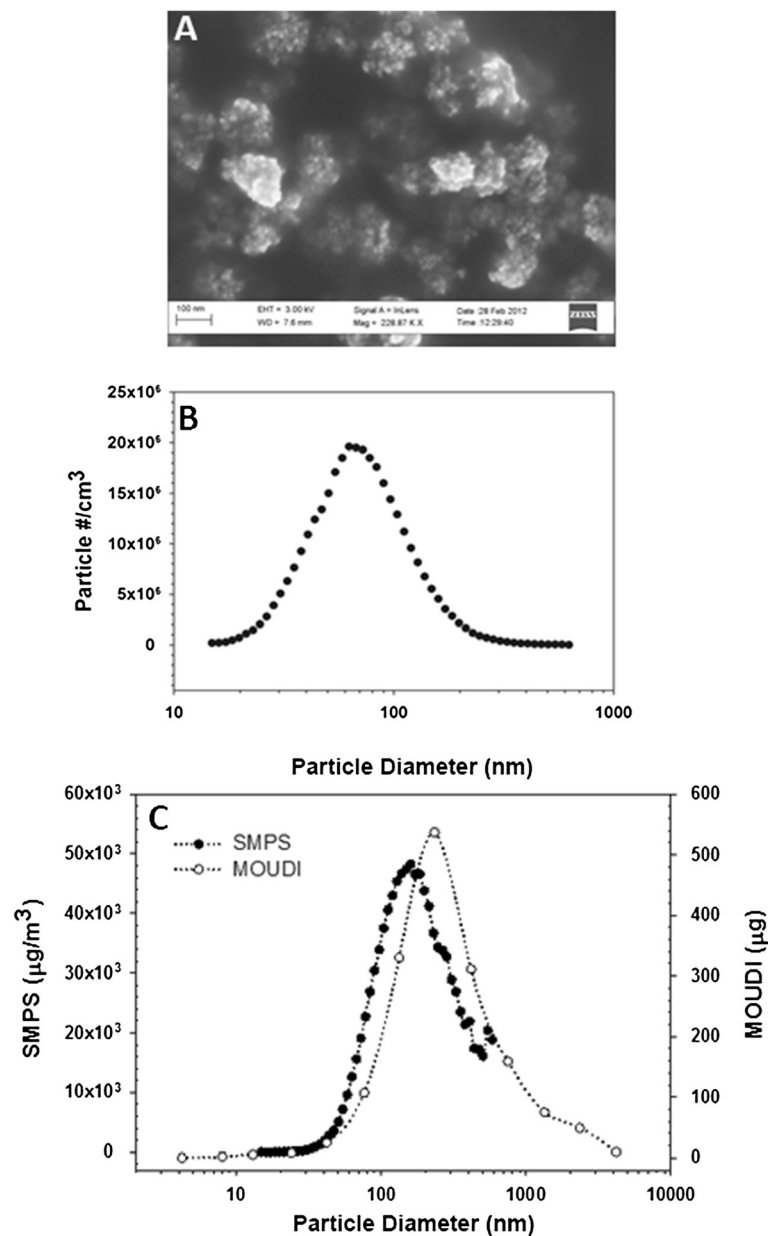 A
100 nm
EHT = 3.00 kV
Signal A = InLens
Date :28 Feb 2012
WD = 7.6 mm
Mag = 228.87 K X
Time :12:29:40
ZEISS
B
Particle #/cm³
25x10⁶
20x10⁶
15x10⁶
10x10⁶
5x10⁶
0
10
100
1000
Particle Diameter (nm)
C
SMPS
MOUDI
SMPS (µg/m³)
60x10³
50x10³
40x10³
30x10³
20x10³
10x10³
0
MOUDI (µg)
600
500
400
300
200
100
0
10
100
1000
10000
Particle Diameter (nm)